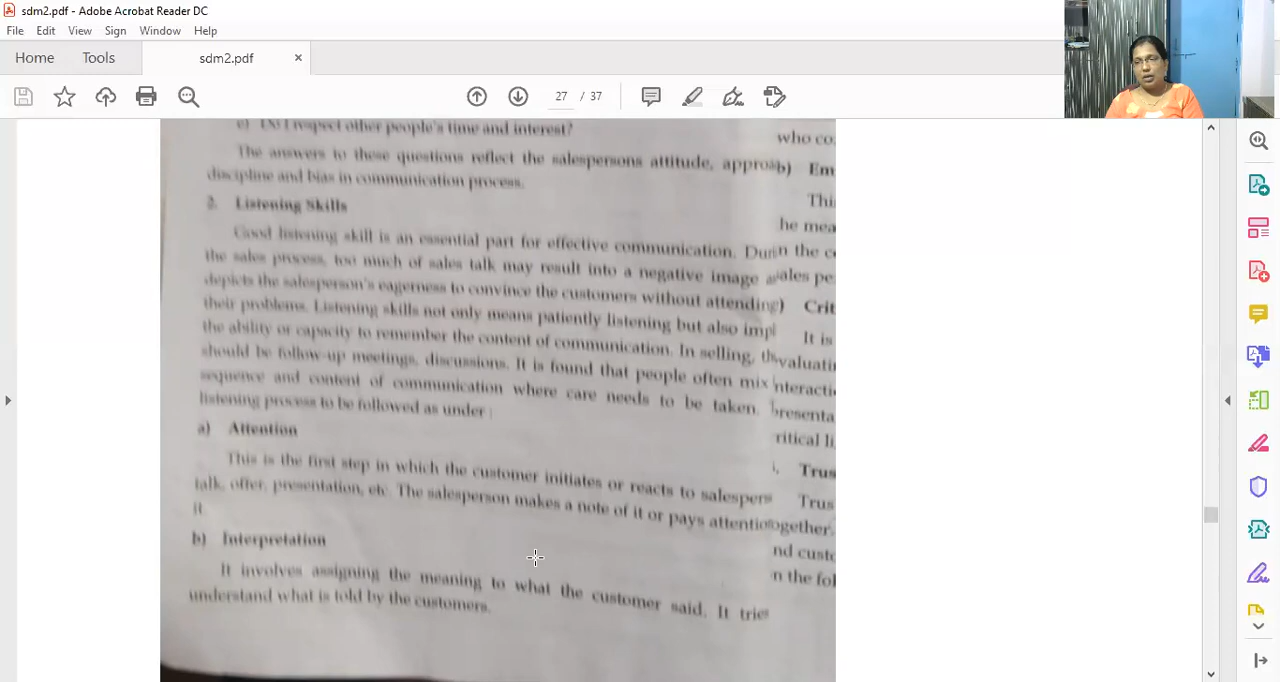 sdm2.pdf - Adobe Acrobat Reader DC
File Edit View Sign Window Help
Home Tools sdm2.pdf ×
27 / 37
e) Do I respect other people's time and interest?
The answers to these questions reflect the salespersons attitude, approa
discipline and bias in communication process.
2. Listening Skills
Good listening skill is an essential part for effective communication. Duri
the sales process, too much of sales talk may result into a negative image as
depicts the salesperson's eagerness to convince the customers without attending
their problems. Listening skills not only means patiently listening but also impl
the ability or capacity to remember the content of communication. In selling, th
should be follow-up meetings, discussions. It is found that people often mix
sequence and content of communication where care needs to be taken.
listening process to be followed as under :
a) Attention
This is the first step in which the customer initiates or reacts to salespers
talk, offer, presentation, etc. The salesperson makes a note of it or pays attentio
it.
b) Interpretation
It involves assigning the meaning to what the customer said. It tries
understand what is told by the customers.
who co
b) Em
Thi
he mea
n the c
ales pe
) Crit
It is
valuati
nteracti
presenta
ritical li
Trus
Trus
ogether.
nd custo
n the fol